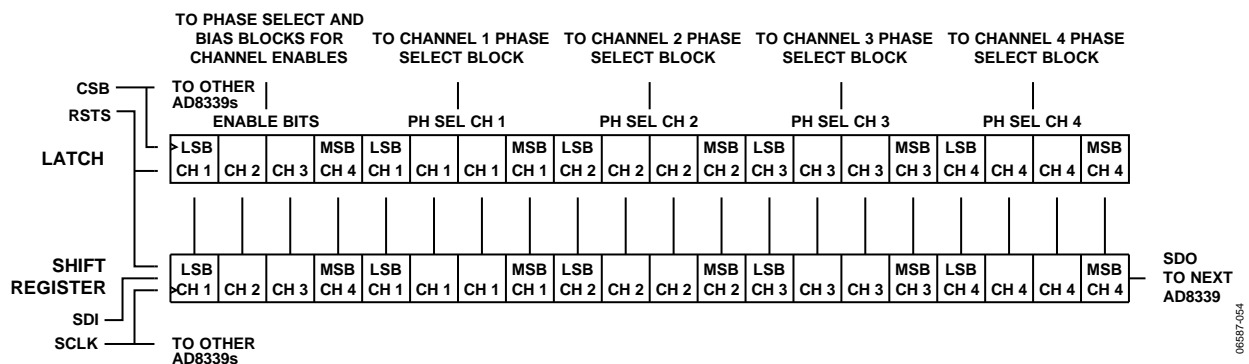 TO PHASE SELECT AND
BIAS BLOCKS FOR
CHANNEL ENABLES
TO CHANNEL 1 PHASE
SELECT BLOCK
TO CHANNEL 2 PHASE
SELECT BLOCK
TO CHANNEL 3 PHASE
SELECT BLOCK
TO CHANNEL 4 PHASE
SELECT BLOCK
CSB
TO OTHER
AD8339s
RSTS
ENABLE BITS
PH SEL CH 1
PH SEL CH 2
PH SEL CH 3
PH SEL CH 4
LATCH
LSB MSB LSB MSB LSB MSB LSB MSB LSB MSB
CH 1 CH 2 CH 3 CH 4 CH 1 CH 1 CH 1 CH 1 CH 2 CH 2 CH 2 CH 2 CH 3 CH 3 CH 3 CH 3 CH 4 CH 4 CH 4 CH 4
SHIFT
REGISTER
LSB MSB LSB MSB LSB MSB LSB MSB LSB MSB
CH 1 CH 2 CH 3 CH 4 CH 1 CH 1 CH 1 CH 1 CH 2 CH 2 CH 2 CH 2 CH 3 CH 3 CH 3 CH 3 CH 4 CH 4 CH 4 CH 4
SDO
TO NEXT
AD8339
SDI
SCLK
TO OTHER
AD8339s
06587-054